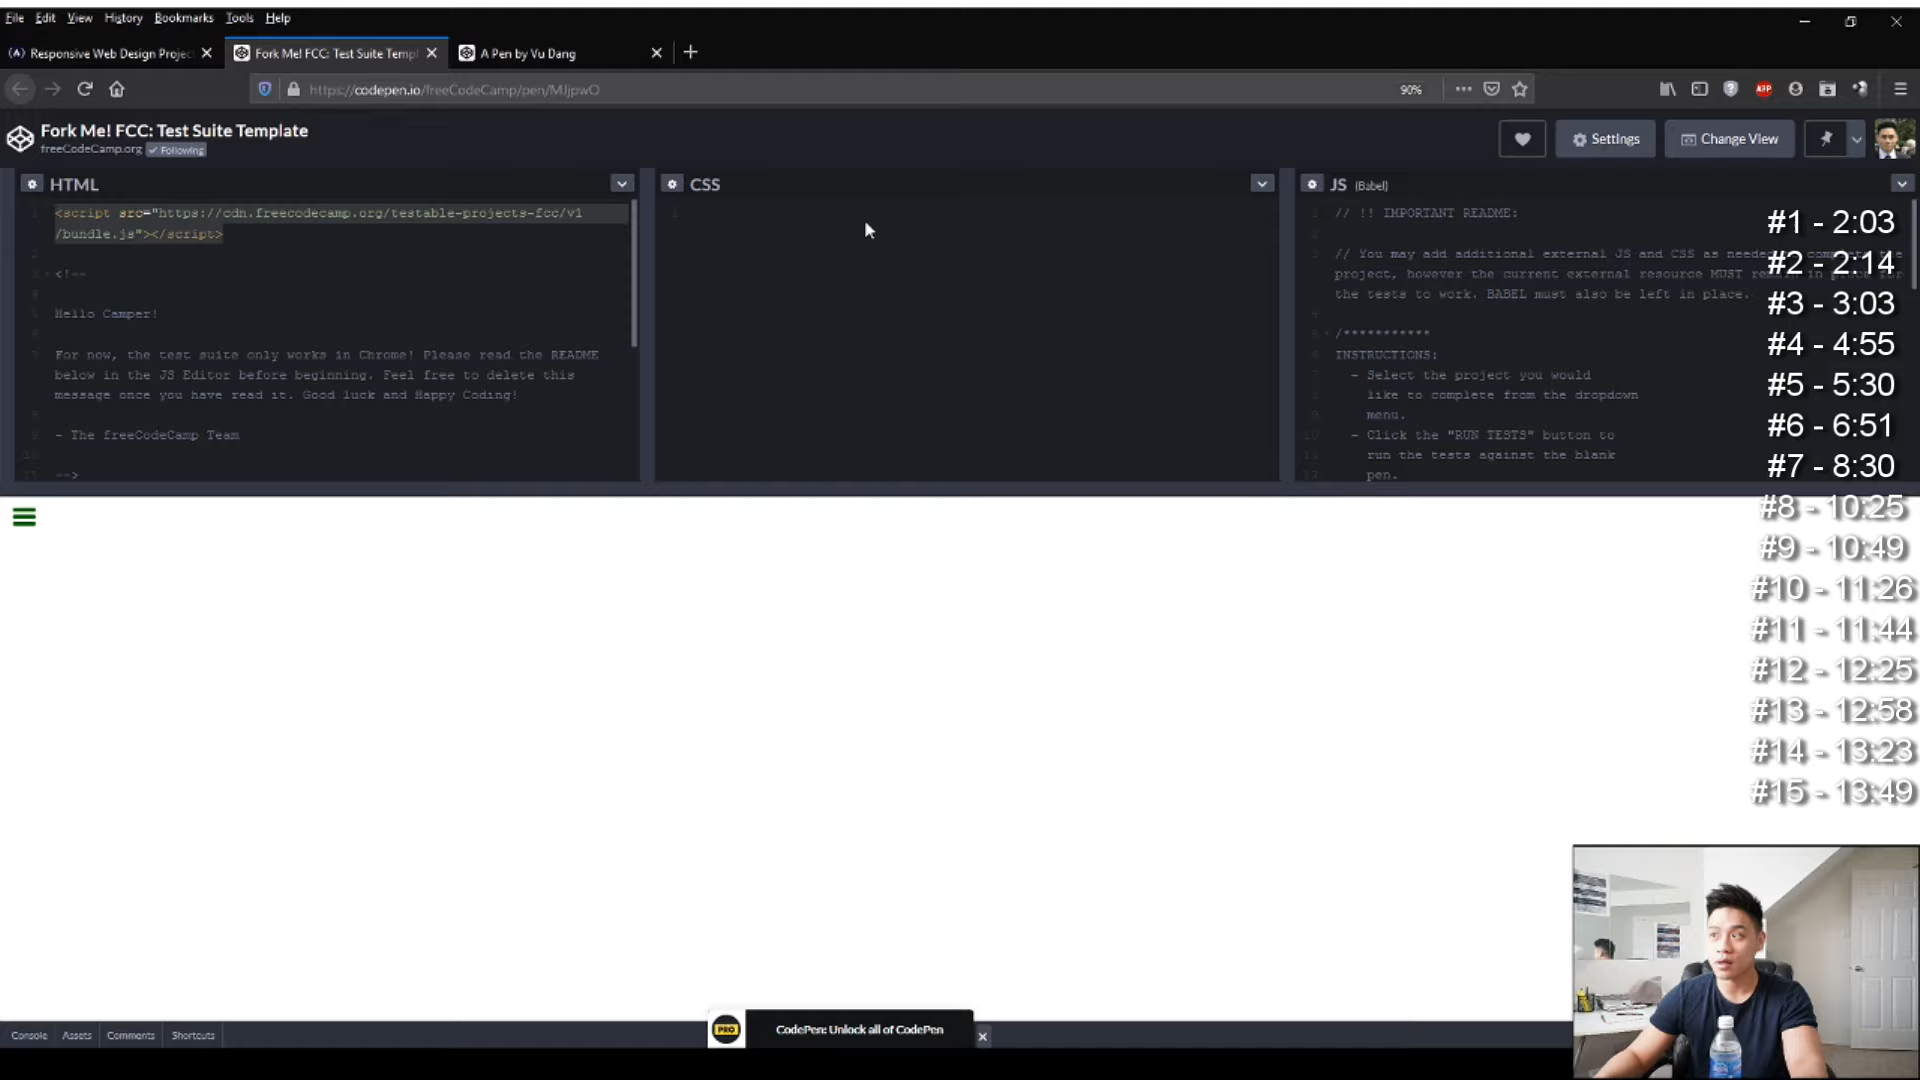 File Edit View History Bookmarks Tools Help
Responsive Web Design Projec
Fork Me! FCC: Test Suite Templ
A Pen by Vu Dang
https://codepen.io/freeCodeCamp/pen/MJjpwO
90%
ABP
Fork Me! FCC: Test Suite Template
freeCodeCamp.org
Following
Settings
Change View
HTML
<script src="https://cdn.freecodecamp.org/testable-projects-fcc/v1
/bundle.js"></script>
<!--
Hello Camper!
For now, the test suite only works in Chrome! Please read the README
below in the JS Editor before beginning. Feel free to delete this
message once you have read it. Good luck and Happy Coding!
- The freeCodeCamp Team
-->
CSS
JS (Babel)
// !! IMPORTANT README:
// You may add additional external JS and CSS as needed
project, however the current external resource MUST
the tests to work. BABEL must also be left in place.
/***********
INSTRUCTIONS:
- Select the project you would
like to complete from the dropdown
menu.
- Click the "RUN TESTS" button to
run the tests against the blank
pen.
#1 - 2:03
#2 - 2:14
#3 - 3:03
#4 - 4:55
#5 - 5:30
#6 - 6:51
#7 - 8:30
#8 - 10:25
#9 - 10:49
#10 - 11:26
#11 - 11:44
#12 - 12:25
#13 - 12:58
#14 - 13:23
#15 - 13:49
Console Assets Comments Shortcuts
PRO
CodePen: Unlock all of CodePen